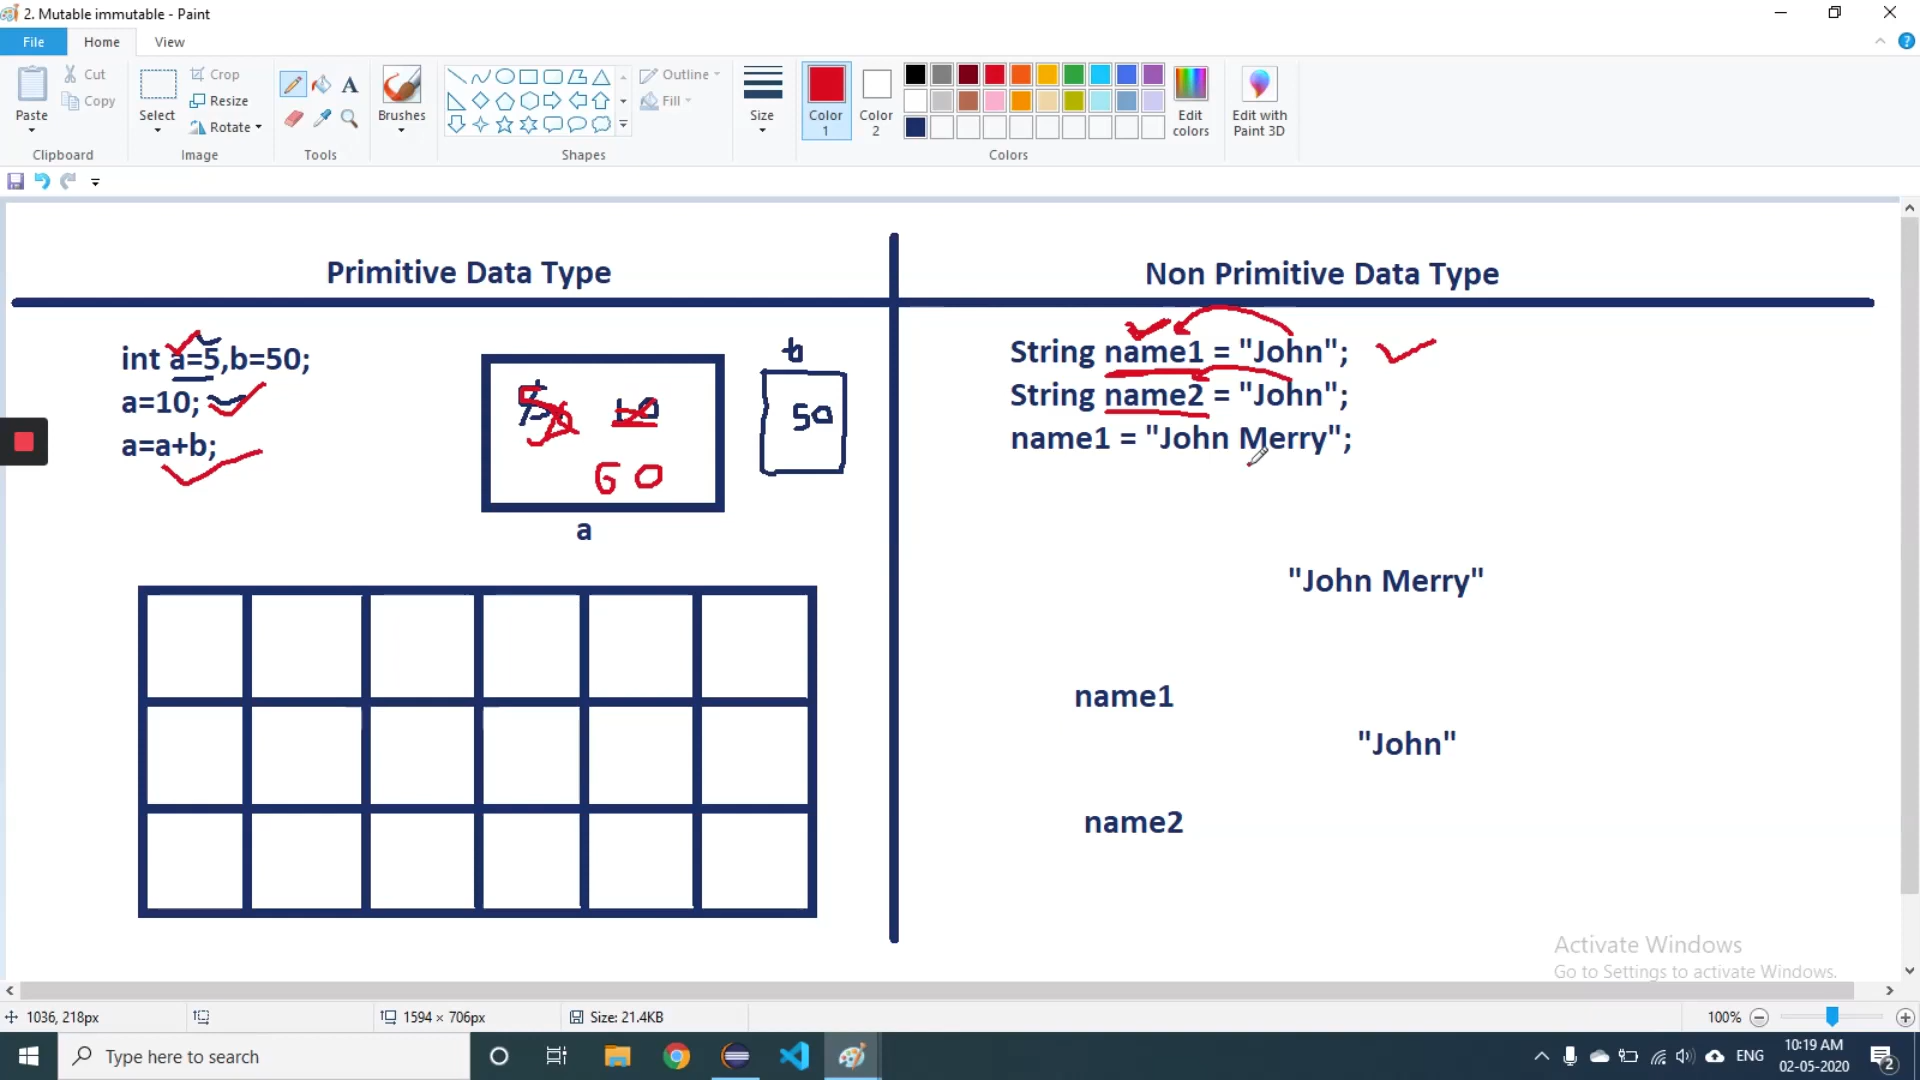 2. Mutable immutable - Paint
File Home View
Paste
Cut
Copy
Clipboard
Select
Crop
Resize
Rotate
Image
Tools
Brushes
Shapes
Outline
Fill
Size
Color 1
Color 2
Edit colors
Colors
Edit with Paint 3D
Primitive Data Type
int a=5,b=50;
a=10;
a=a+b;
5 10
60
a
b
50
Non Primitive Data Type
String name1 = "John";
String name2 = "John";
name1 = "John Merry";
"John Merry"
name1
"John"
name2
Activate Windows
Go to Settings to activate Windows.
1036, 218px
1594 × 706px
Size: 21.4KB
100%
Type here to search
ENG
10:19 AM
02-05-2020
2